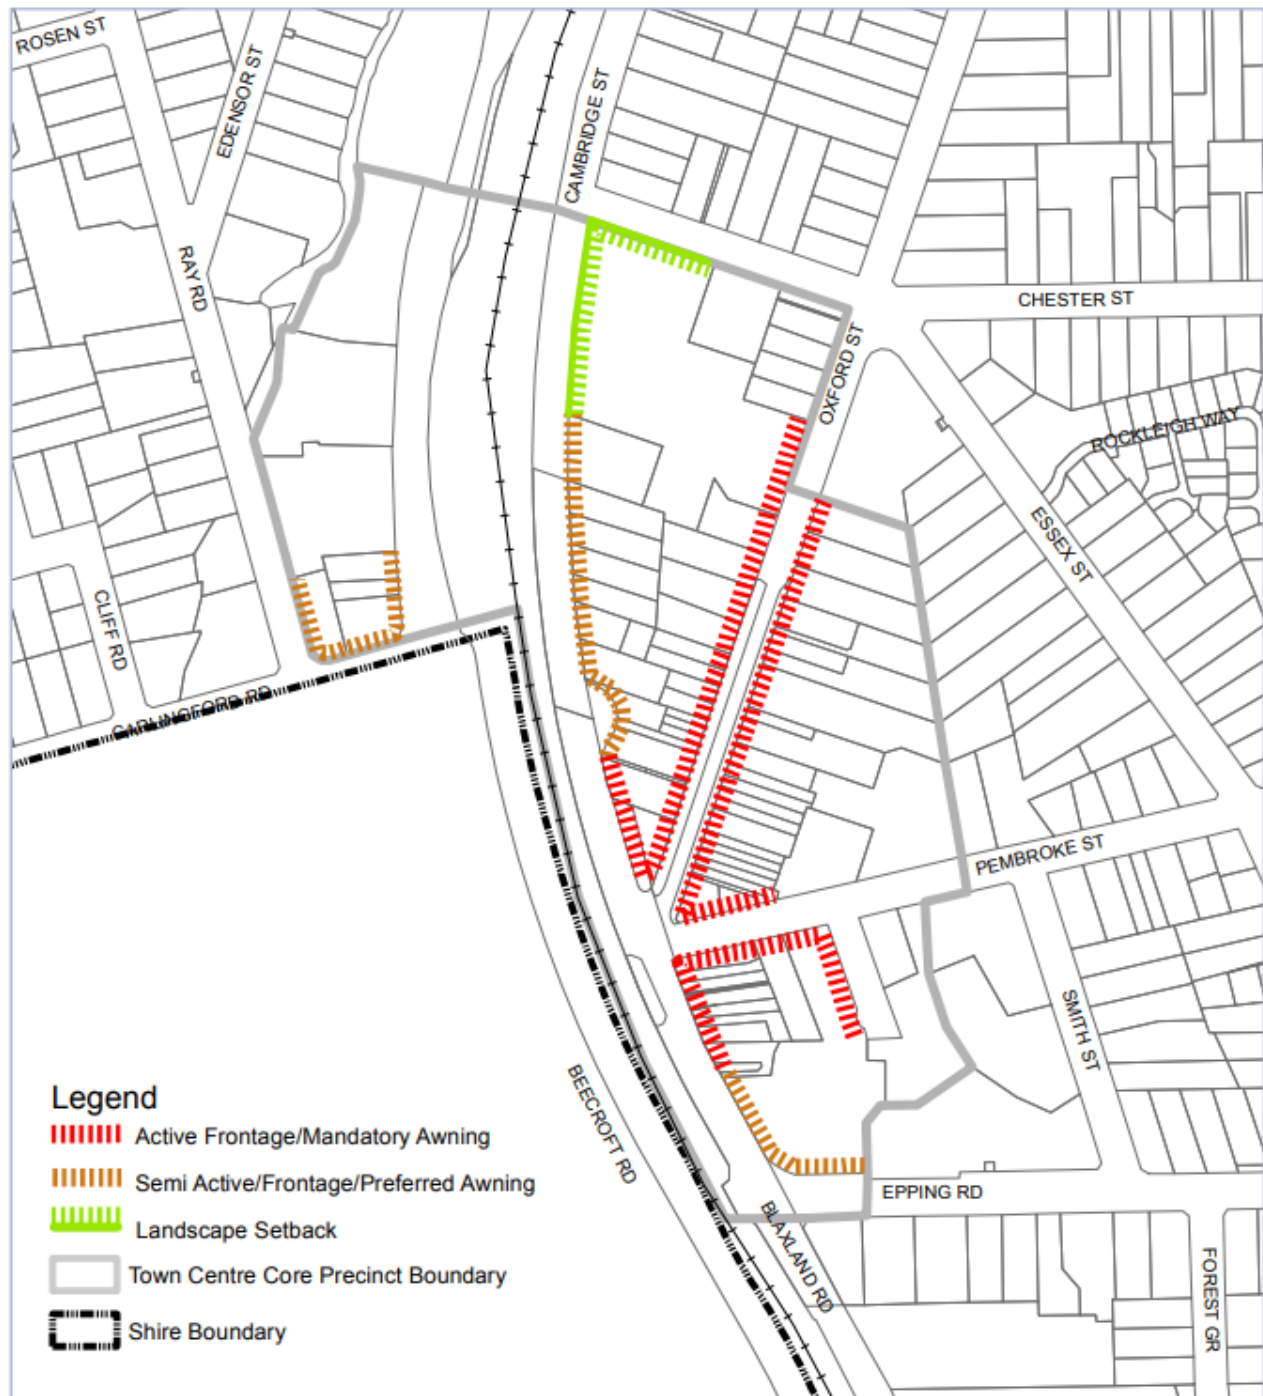 ROSEN ST
EDENSOR ST
CAMBRIDGE ST
RAY RD
CHESTER ST
OXFORD ST
ROCKLEIGH WAY
ESSEX ST
CLIFF RD
CARLINGFORD RD
PEMBROKE ST
SMITH ST
BEECROFT RD
EPPING RD
BLAXLAND RD
FOREST GR
Legend
Active Frontage/Mandatory Awning
Semi Active/Frontage/Preferred Awning
Landscape Setback
Town Centre Core Precinct Boundary
Shire Boundary